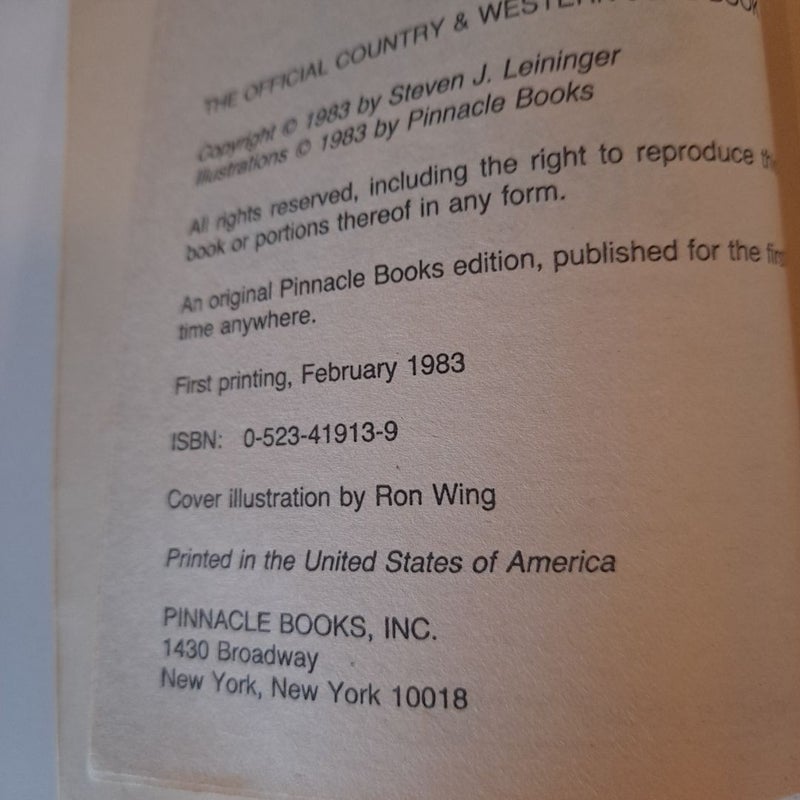 THE OFFICIAL COUNTRY & WESTERN BOOK
Copyright © 1983 by Steven J. Leininger
Illustrations © 1983 by Pinnacle Books
All rights reserved, including the right to reproduce
book or portions thereof in any form.
An original Pinnacle Books edition, published for the first
time anywhere.
First printing, February 1983
ISBN: 0-523-41913-9
Cover illustration by Ron Wing
Printed in the United States of America
PINNACLE BOOKS, INC.
1430 Broadway
New York, New York 10018